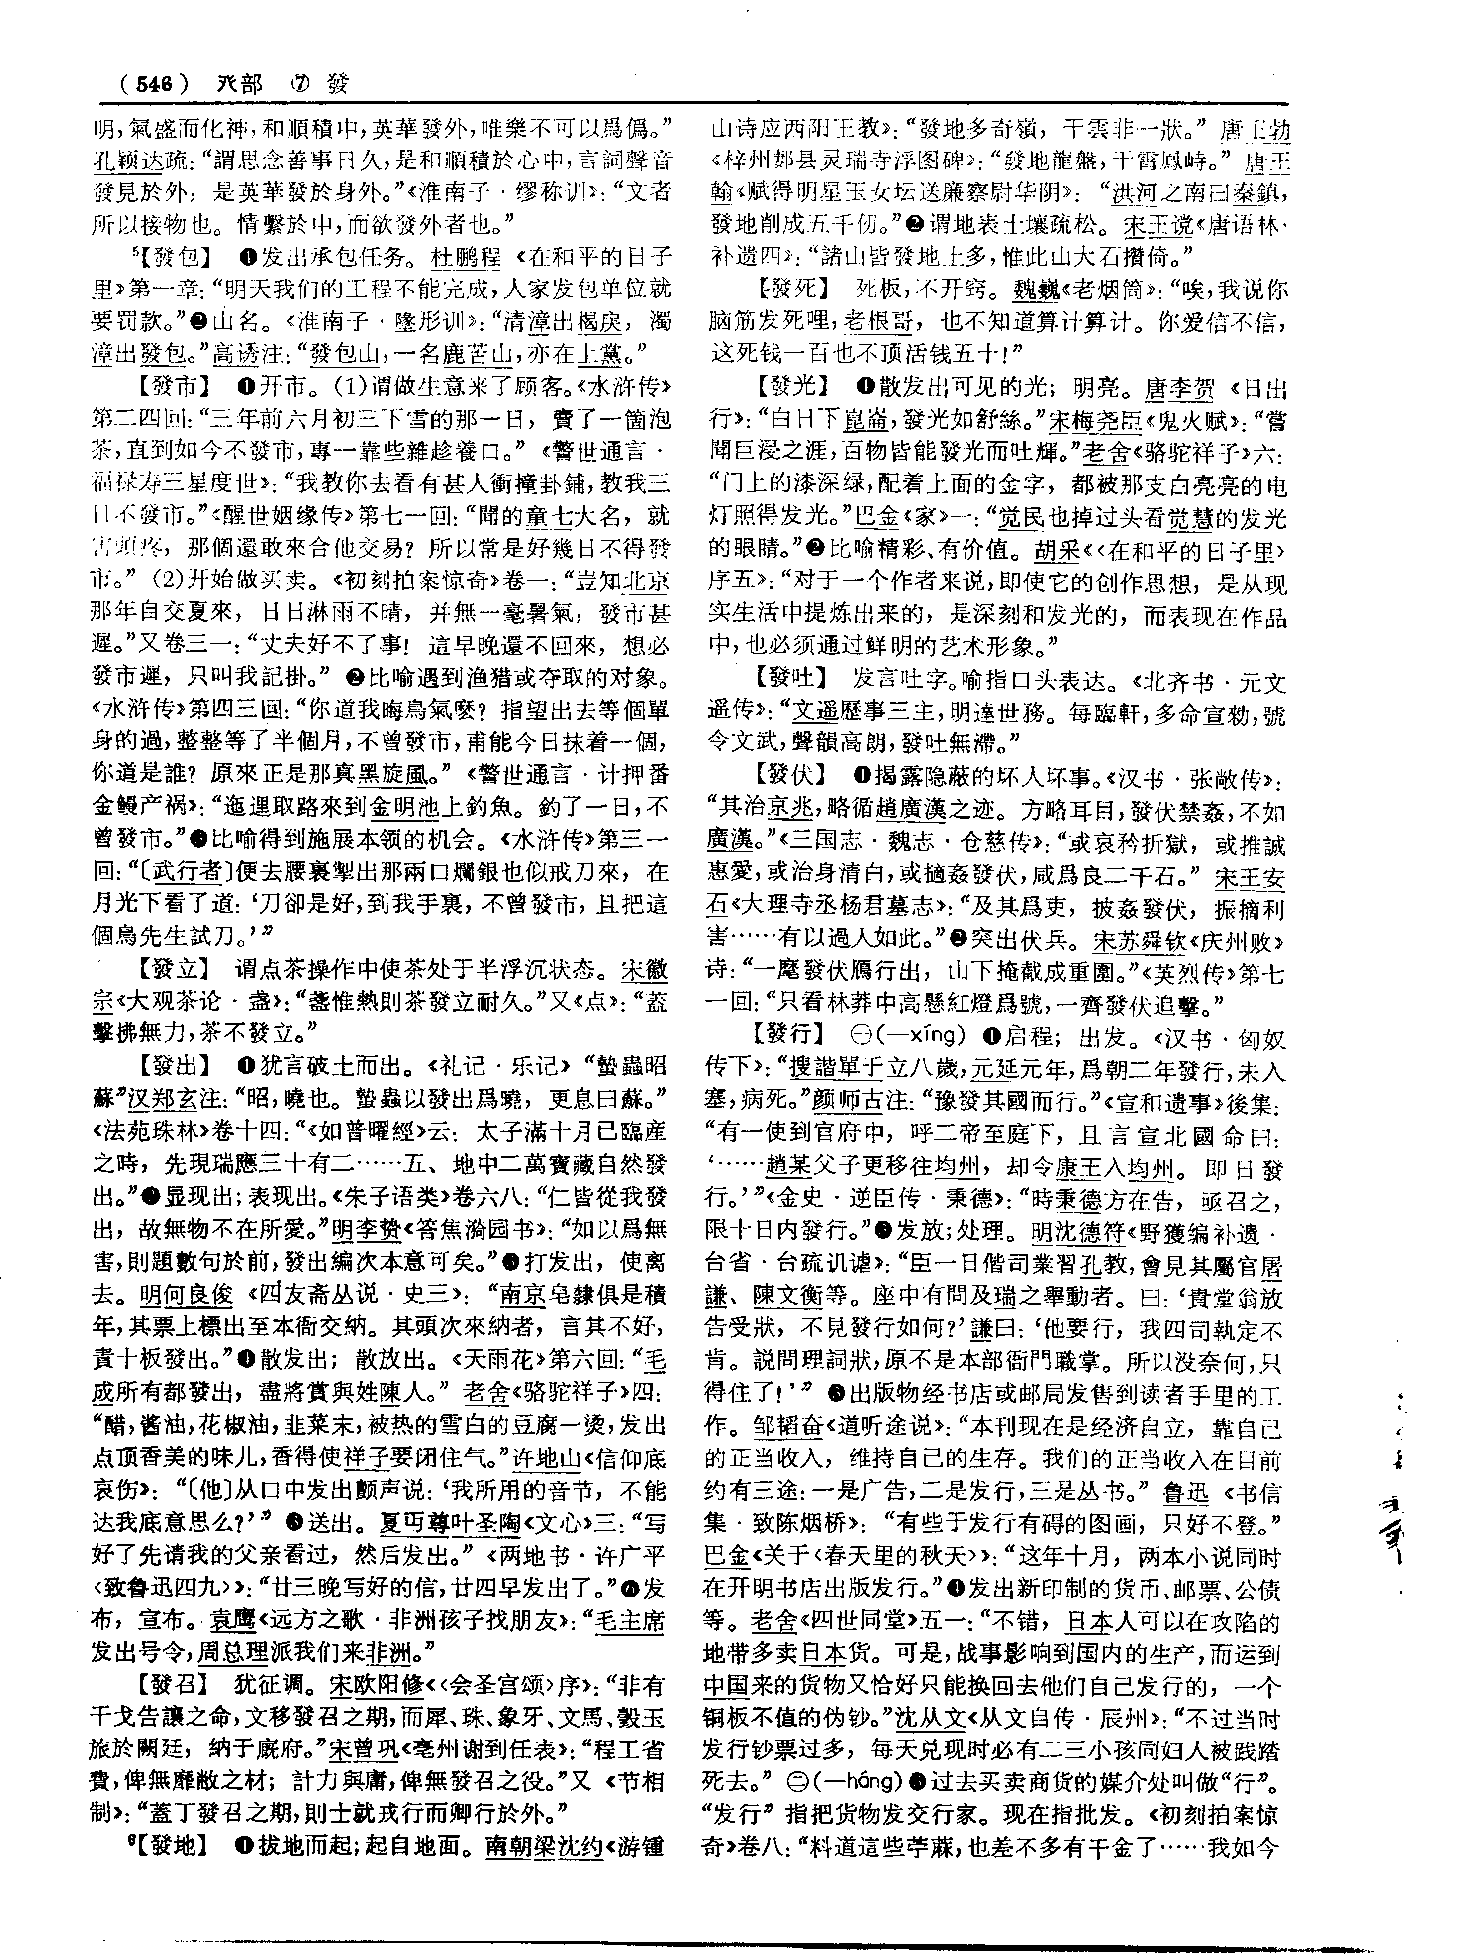 （546） 癶部 ⑦ 發
明，氣盛而化神，和順積中，英華發外，唯樂不可以爲僞。”
孔颖达疏：“謂思念善事日久，是和順積於心中，言詞聲音
發見於外；是英華發於身外。”《淮南子·缪称训》：“文者
所以接物也。情繫於中，而欲發外者也。”
⁵【發包】 ❶发出承包任务。杜鹏程《在和平的日子
里》第一章：“明天我们的工程不能完成，人家发包单位就
要罚款。”❷山名。《淮南子·墬形训》：“清漳出楬戾，濁
漳出發包。”高诱注：“發包山，一名鹿苦山，亦在上黨。”
【發市】 ❶开市。(1)谓做生意来了顾客。《水浒传》
第二四回：“三年前六月初三下雪的那一日，賣了一箇泡
茶，直到如今不發市，專一靠些雜趁養口。”《警世通言·
福禄寿三星度世》：“我教你去看有甚人衝撞卦鋪，教我三
日不發市。”《醒世姻缘传》第七一回：“聞的童七大名，就
害頭疼，那個還敢來合他交易？所以常是好幾日不得發
市。”(2)开始做买卖。《初刻拍案惊奇》卷一：“豈知北京
那年自交夏來，日日淋雨不晴，并無一毫暑氣，發市甚
遲。”又卷三一：“丈夫好不了事！這早晚還不回來，想必
發市遲，只叫我記掛。”❷比喻遇到渔猎或夺取的对象。
《水浒传》第四三回：“你道我晦鳥氣麽？指望出去等個單
身的過，整整等了半個月，不曾發市，甫能今日抹着一個，
你道是誰？原來正是那真黑旋風。”《警世通言·计押番
金鳗产祸》：“迤逦取路來到金明池上釣魚。釣了一日，不
曾發市。”❸比喻得到施展本领的机会。《水浒传》第三一
回：“〔武行者〕便去腰裏掣出那兩口爛銀也似戒刀來，在
月光下看了道：‘刀卻是好，到我手裏，不曾發市，且把這
個鳥先生試刀。’”
【發立】 谓点茶操作中使茶处于半浮沉状态。宋徽
宗《大观茶论·盏》：“盞惟熱則茶發立耐久。”又《点》：“蓋
擊拂無力，茶不發立。”
【發出】 ❶犹言破土而出。《礼记·乐记》“蟄蟲昭
蘇”汉郑玄注：“昭，曉也。蟄蟲以發出爲曉，更息曰蘇。”
《法苑珠林》卷十四：“《如普曜經》云：太子滿十月已臨産
之時，先現瑞應三十有二……五、地中二萬寶藏自然發
出。”❷显现出；表现出。《朱子语类》卷六八：“仁皆從我發
出，故無物不在所愛。”明李贽《答焦漪园书》：“如以爲無
害，則題數句於前，發出编次本意可矣。”❸打发出，使离
去。明何良俊《四友斋丛说·史三》：“南京皂隸俱是積
年，其票上標出至本衙交納。其頭次來納者，言其不好，
責十板發出。”❹散发出；散放出。《天雨花》第六回：“毛
成所有都發出，盡將賞與姓陳人。”老舍《骆驼祥子》四：
“醋，酱油，花椒油，韭菜末，被热的雪白的豆腐一烫，发出
点顶香美的味儿，香得使祥子要闭住气。”许地山《信仰底
哀伤》：“〔他〕从口中发出颤声说：‘我所用的音节，不能
达我底意思么？’”❺送出。夏丏尊叶圣陶《文心》三：“写
好了先请我的父亲看过，然后发出。”《两地书·许广平
〈致鲁迅四九〉》：“廿三晚写好的信，廿四早发出了。”❻发
布，宣布。袁鹰《远方之歌·非洲孩子找朋友》：“毛主席
发出号令，周总理派我们来非洲。”
【發召】 犹征调。宋欧阳修《〈会圣宫颂〉序》：“非有
干戈告讓之命，文移發召之期，而犀、珠、象牙、文馬、瑴玉
旅於闕廷，納于廐府。”宋曾巩《亳州谢到任表》：“程工省
費，俾無靡敝之材；計力與庸，俾無發召之役。”又《节相
制》：“蓋丁發召之期，則士就戎行而卿行於外。”
⁶【發地】 ❶拔地而起；起自地面。南朝梁沈约《游锺
山诗应西阳王教》：“發地多奇嶺，干雲非一狀。”唐王勃
《梓州郪县灵瑞寺浮图碑》：“發地龍盤，干霄鳳峙。”唐王
翰《赋得明星玉女坛送廉察尉华阴》：“洪河之南曰秦鎮，
發地削成五千仞。”❷谓地表土壤疏松。宋王谠《唐语林·
补遗四》：“諸山皆發地土多，惟此山大石攢倚。”
【發死】 死板，不开窍。魏巍《老烟筒》：“唉，我说你
脑筋发死哩，老根哥，也不知道算计算计。你爱信不信，
这死钱一百也不顶活钱五十！”
【發光】 ❶散发出可见的光；明亮。唐李贺《日出
行》：“白日下崑崙，發光如舒絲。”宋梅尧臣《鬼火赋》：“嘗
聞巨浸之涯，百物皆能發光而吐輝。”老舍《骆驼祥子》六：
“门上的漆深绿，配着上面的金字，都被那支白亮亮的电
灯照得发光。”巴金《家》一：“觉民也掉过头看觉慧的发光
的眼睛。”❷比喻精彩、有价值。胡采《〈在和平的日子里〉
序五》：“对于一个作者来说，即使它的创作思想，是从现
实生活中提炼出来的，是深刻和发光的，而表现在作品
中，也必须通过鲜明的艺术形象。”
【發吐】 发言吐字。喻指口头表达。《北齐书·元文
遥传》：“文遥歷事三主，明達世務。每臨軒，多命宣勑，號
令文武，聲韻高朗，發吐無滯。”
【發伏】 ❶揭露隐蔽的坏人坏事。《汉书·张敞传》：
“其治京兆，略循趙廣漢之迹。方略耳目，發伏禁姦，不如
廣漢。”《三国志·魏志·仓慈传》：“或哀矜折獄，或推誠
惠愛，或治身清白，或擿姦發伏，咸爲良二千石。”宋王安
石《大理寺丞杨君墓志》：“及其爲吏，披姦發伏，振擿利
害……有以過人如此。”❷突出伏兵。宋苏舜钦《庆州败》
诗：“一麾發伏鴈行出，山下掩截成重圍。”《英烈传》第七
一回：“只看林莽中高懸紅燈爲號，一齊發伏追擊。”
【發行】 ㊀(—xíng) ❶启程；出发。《汉书·匈奴
传下》：“搜諧單于立八歲，元延元年，爲朝二年發行，未入
塞，病死。”颜师古注：“豫發其國而行。”《宣和遗事》後集：
“有一使到官府中，呼二帝至庭下，且言宣北國命曰：
‘……趙某父子更移往均州，却令康王入均州。即日發
行。’”《金史·逆臣传·秉德》：“時秉德方在告，亟召之，
限十日内發行。”❷发放；处理。明沈德符《野獲编补遗·
台省·台疏讥谑》：“臣一日偕司業習孔教，會見其屬官屠
謙、陳文衡等。座中有問及瑞之舉動者。曰：‘貴堂翁放
告受狀，不見發行如何？’謙曰：‘他要行，我四司執定不
肯。説問理詞狀，原不是本部衙門職掌。所以没奈何，只
得住了！’”❸出版物经书店或邮局发售到读者手里的工
作。邹韬奋《道听途说》：“本刊现在是经济自立，靠自己
的正当收入，维持自己的生存。我们的正当收入在目前
约有三途：一是广告，二是发行，三是丛书。”鲁迅《书信
集·致陈烟桥》：“有些于发行有碍的图画，只好不登。”
巴金《关于〈春天里的秋天〉》：“这年十月，两本小说同时
在开明书店出版发行。”❹发出新印制的货币、邮票、公债
等。老舍《四世同堂》五一：“不错，日本人可以在攻陷的
地带多卖日本货。可是，战事影响到国内的生产，而运到
中国来的货物又恰好只能换回去他们自己发行的，一个
铜板不值的伪钞。”沈从文《从文自传·辰州》：“不过当时
发行钞票过多，每天兑现时必有二三小孩同妇人被践踏
死去。”㊁(—háng)❶过去买卖商货的媒介处叫做“行”。
“发行”指把货物发交行家。现在指批发。《初刻拍案惊
奇》卷八：“料道這些苧蔴，也差不多有千金了……我如今